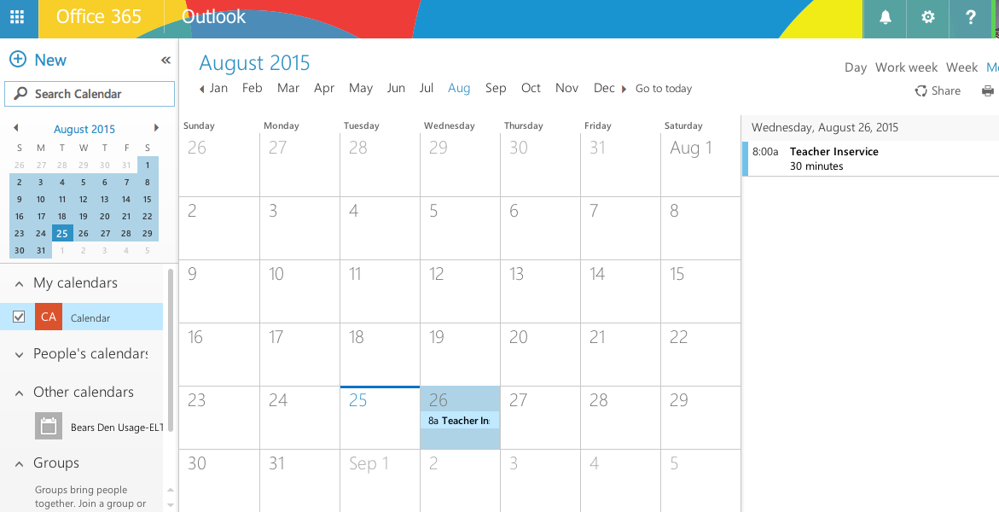 Office 365 Outlook ?
New «
Search Calendar
August 2015
S M T W T F S
26 27 28 29 30 31 1
2 3 4 5 6 7 8
9 10 11 12 13 14 15
16 17 18 19 20 21 22
23 24 25 26 27 28 29
30 31 1 2 3 4 5
My calendars
CA Calendar
People's calendars
Other calendars
Bears Den Usage-ELT
Groups
Groups bring people
together. Join a group or
August 2015
Jan Feb Mar Apr May Jun Jul Aug Sep Oct Nov Dec Go to today
Day Work week Week Mo
Share
Sunday Monday Tuesday Wednesday Thursday Friday Saturday
26 27 28 29 30 31 Aug 1
2 3 4 5 6 7 8
9 10 11 12 13 14 15
16 17 18 19 20 21 22
23 24 25 26 27 28 29
8a Teacher In
30 31 Sep 1 2 3 4 5
Wednesday, August 26, 2015
8:00a Teacher Inservice
30 minutes